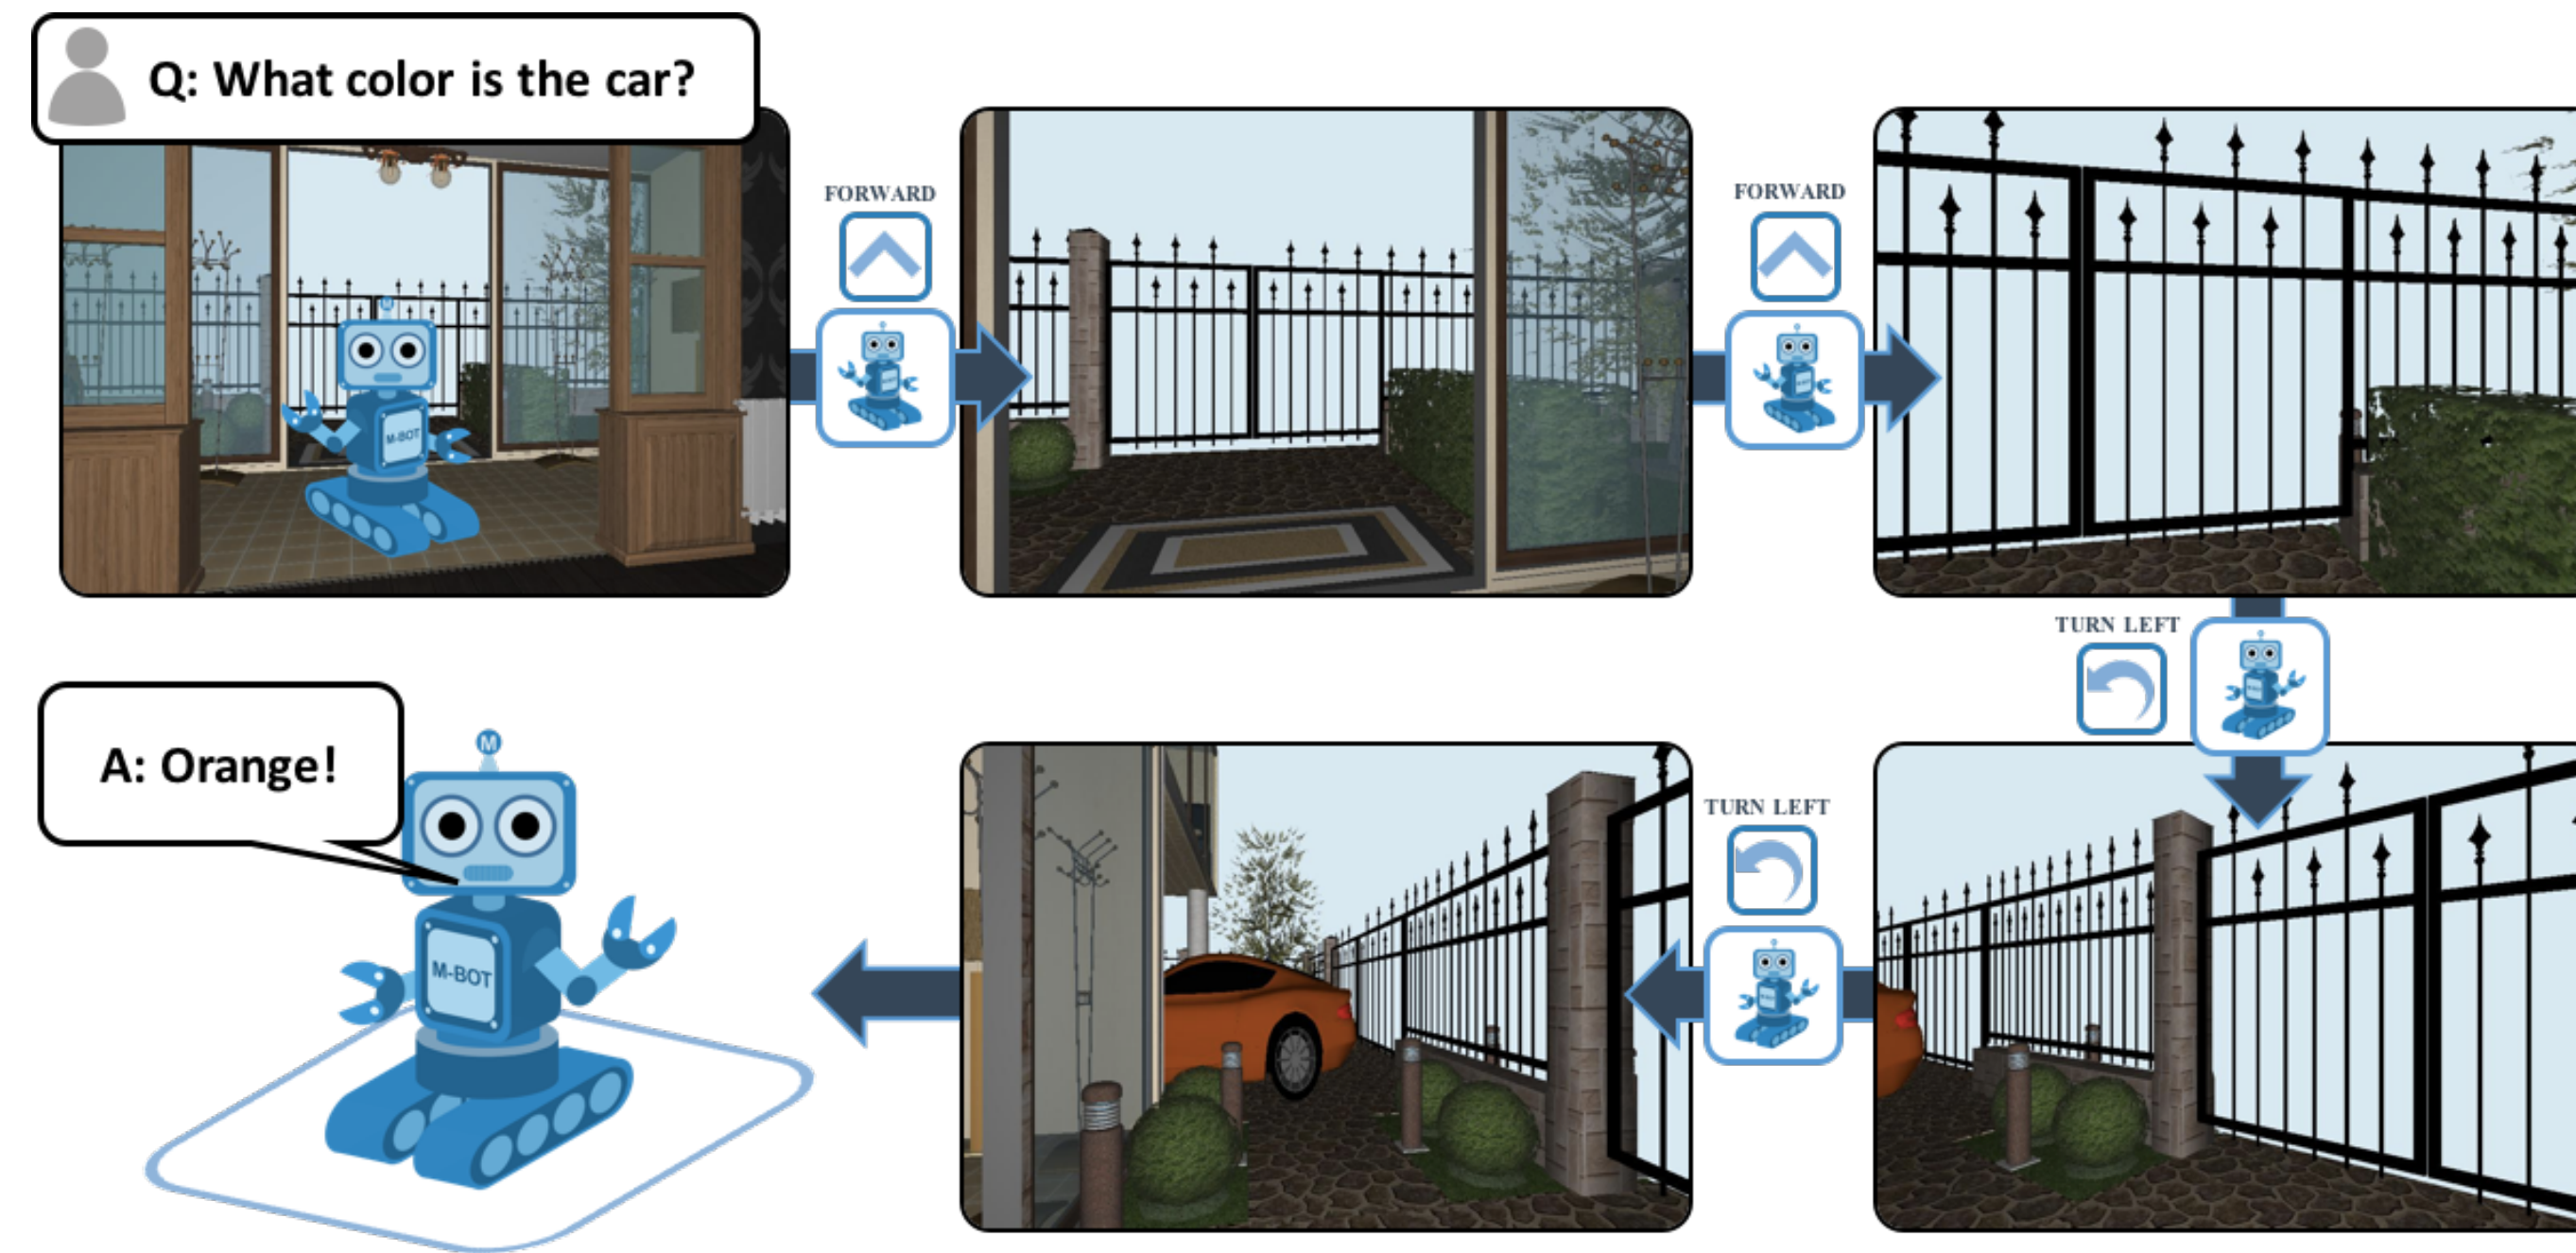 Q: What color is the car?
M
M-BOT
FORWARD
FORWARD
TURN LEFT
TURN LEFT
A: Orange!
M
M-BOT